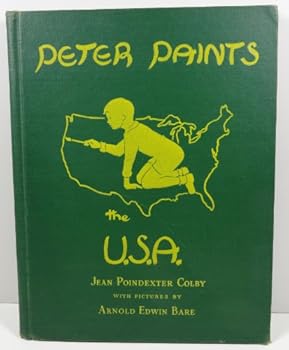 PETER PAINTS
the
U.S.A.
JEAN POINDEXTER COLBY
WITH PICTURES BY
ARNOLD EDWIN BARE